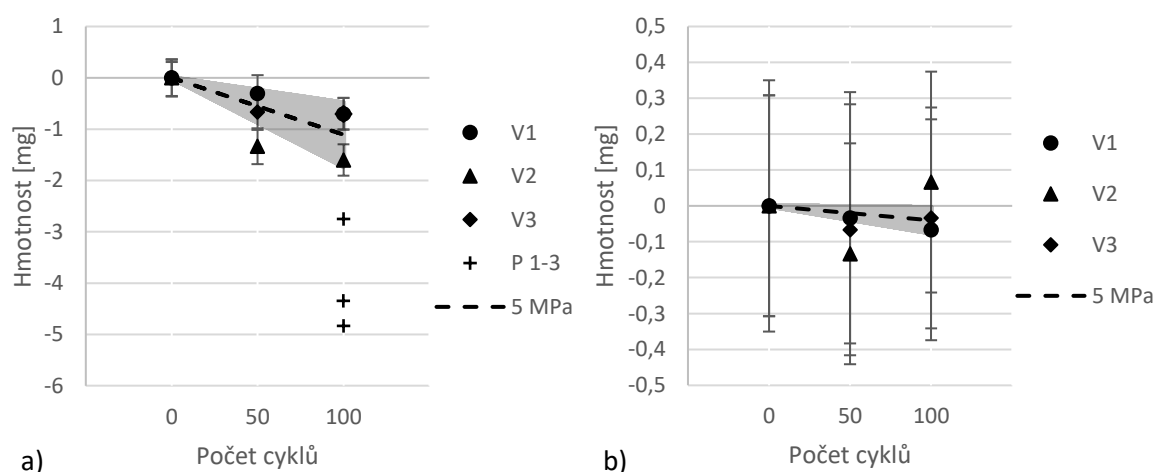 1
0
-1
-2
-3
-4
-5
-6
Hmotnost [mg]
0 50 100
Počet cyklů
a)
V1
V2
V3
P 1-3
5 MPa
0,5
0,4
0,3
0,2
0,1
0
-0,1
-0,2
-0,3
-0,4
-0,5
Hmotnost [mg]
0 50 100
Počet cyklů
b)
V1
V2
V3
5 MPa